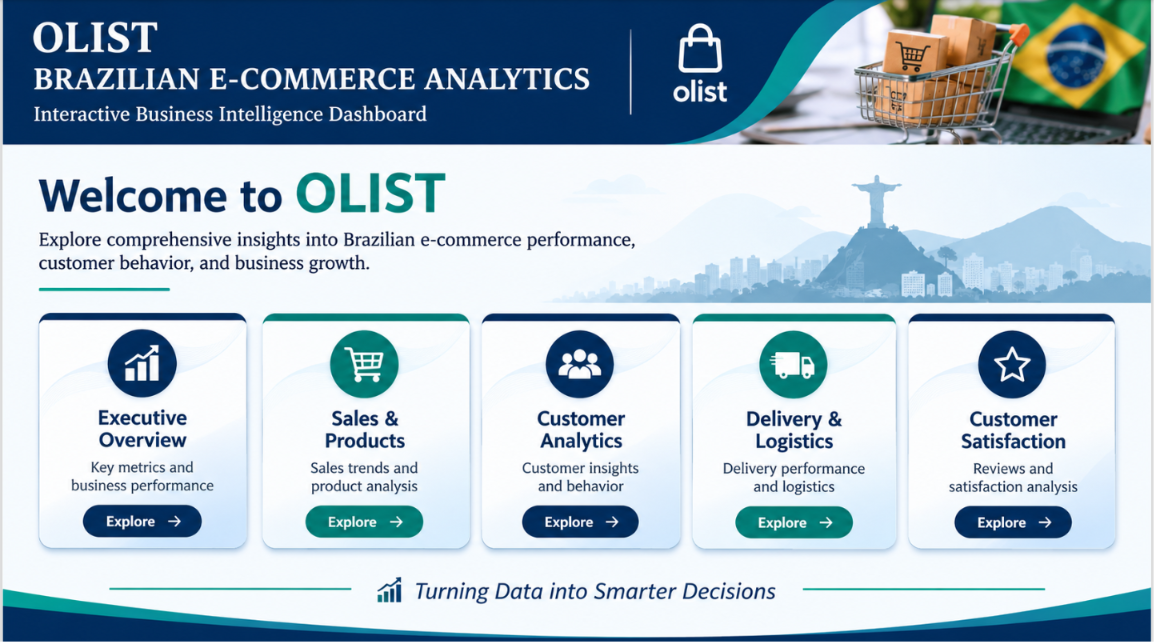 OLIST
BRAZILIAN E-COMMERCE ANALYTICS
Interactive Business Intelligence Dashboard
olist
Welcome to OLIST
Explore comprehensive insights into Brazilian e-commerce performance,
customer behavior, and business growth.
Executive
Overview
Key metrics and
business performance
Explore →
Sales &
Products
Sales trends and
product analysis
Explore →
Customer
Analytics
Customer insights
and behavior
Explore →
Delivery &
Logistics
Delivery performance
and logistics
Explore →
Customer
Satisfaction
Reviews and
satisfaction analysis
Explore →
Turning Data into Smarter Decisions